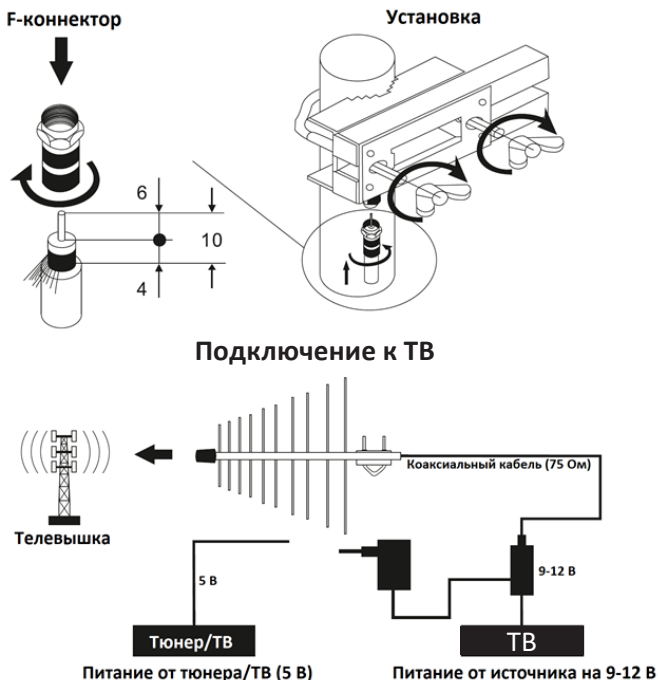 F-коннектор
Установка
6
10
4
Подключение к ТВ
Коаксиальный кабель (75 Ом)
Телевышка
5 В
9-12 В
Тюнер/ТВ
ТВ
Питание от тюнера/ТВ (5 В)
Питание от источника на 9-12 В